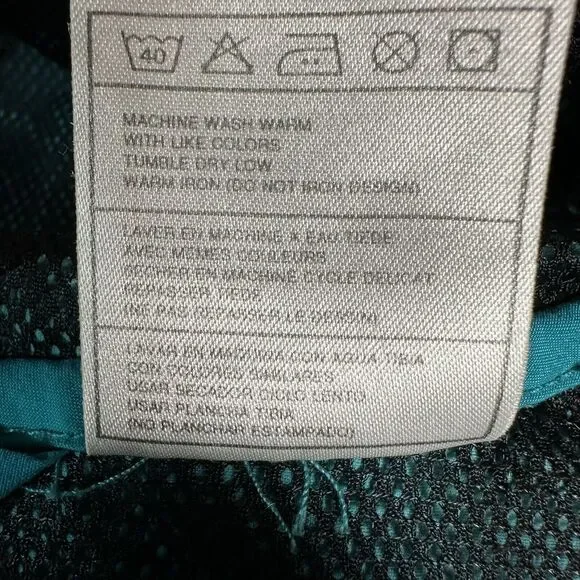 40
MACHINE WASH WARM
WITH LIKE COLORS
TUMBLE DRY LOW
WARM IRON (DO NOT IRON DESIGN)
LAVER EN MACHINE A EAU TIEDE
AVEC MEMES COULEURS
SECHER EN MACHINE CYCLE DELICAT
REPASSER TIEDE
(NE PAS REPASSER LE DESSIN)
LAVAR EN MAQUINA CON AGUA TIBIA
CON COLORES SIMILARES
USAR SECADOR CICLO LENTO
USAR PLANCHA TIBIA
(NO PLANCHAR ESTAMPADO)